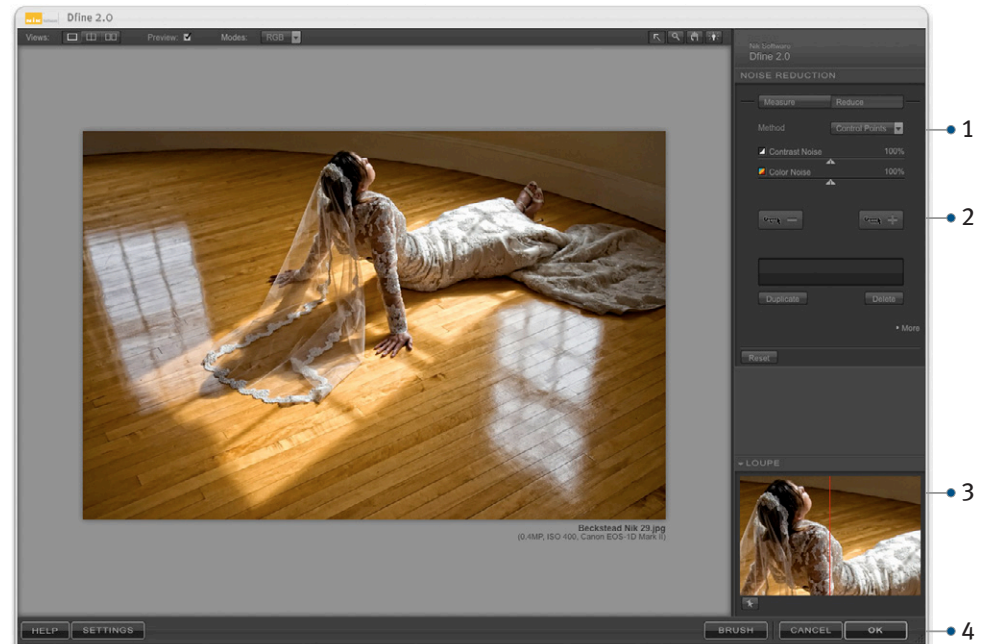 Dfine 2.0
Views:
Preview:
Modes: RGB
Nik Software
Dfine 2.0
NOISE REDUCTION
Measure Reduce
Method Control Points
Contrast Noise 100%
Color Noise 100%
Duplicate Delete
More
Reset
LOUPE
Beckstead Nik 29.jpg
(0.4MP, ISO 400, Canon EOS-1D Mark II)
HELP SETTINGS
BRUSH CANCEL OK
1
2
3
4